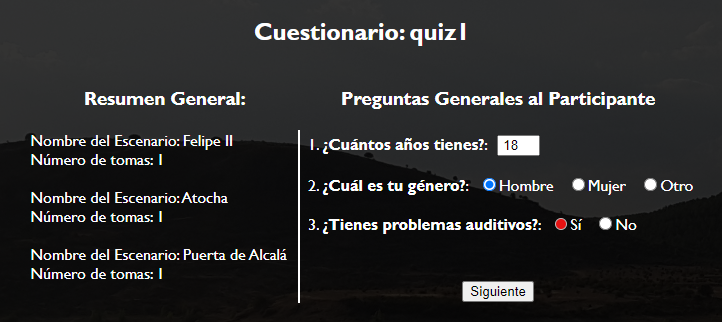 Cuestionario: quiz1
Resumen General:
Nombre del Escenario: Felipe II
Número de tomas: 1
Nombre del Escenario: Atocha
Número de tomas: 1
Nombre del Escenario: Puerta de Alcalá
Número de tomas: 1
Preguntas Generales al Participante
1. ¿Cuántos años tienes?: 18
2. ¿Cuál es tu género?: Hombre Mujer Otro
3. ¿Tienes problemas auditivos?: Sí No
Siguiente